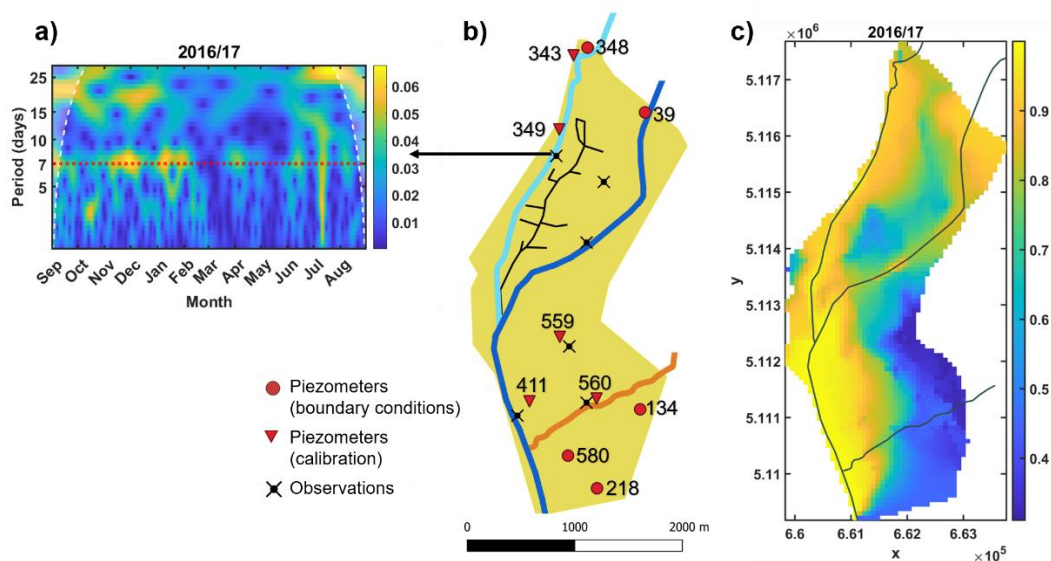 a)
2016/17
Period (days)
25
15
10
7
5
0.06
0.05
0.04
0.03
0.02
0.01
Sep
Oct
Nov
Dec
Jan
Feb
Mar
Apr
May
Jun
Jul
Aug
Month
Piezometers
(boundary conditions)
Piezometers
(calibration)
Observations
b)
343
348
39
349
559
411
560
134
580
218
0
1000
2000 m
c)
×10⁶
2016/17
5.117
5.116
5.115
5.114
5.113
5.112
5.111
5.11
y
6.6
6.61
6.62
6.63
x
×10⁵
0.9
0.8
0.7
0.6
0.5
0.4